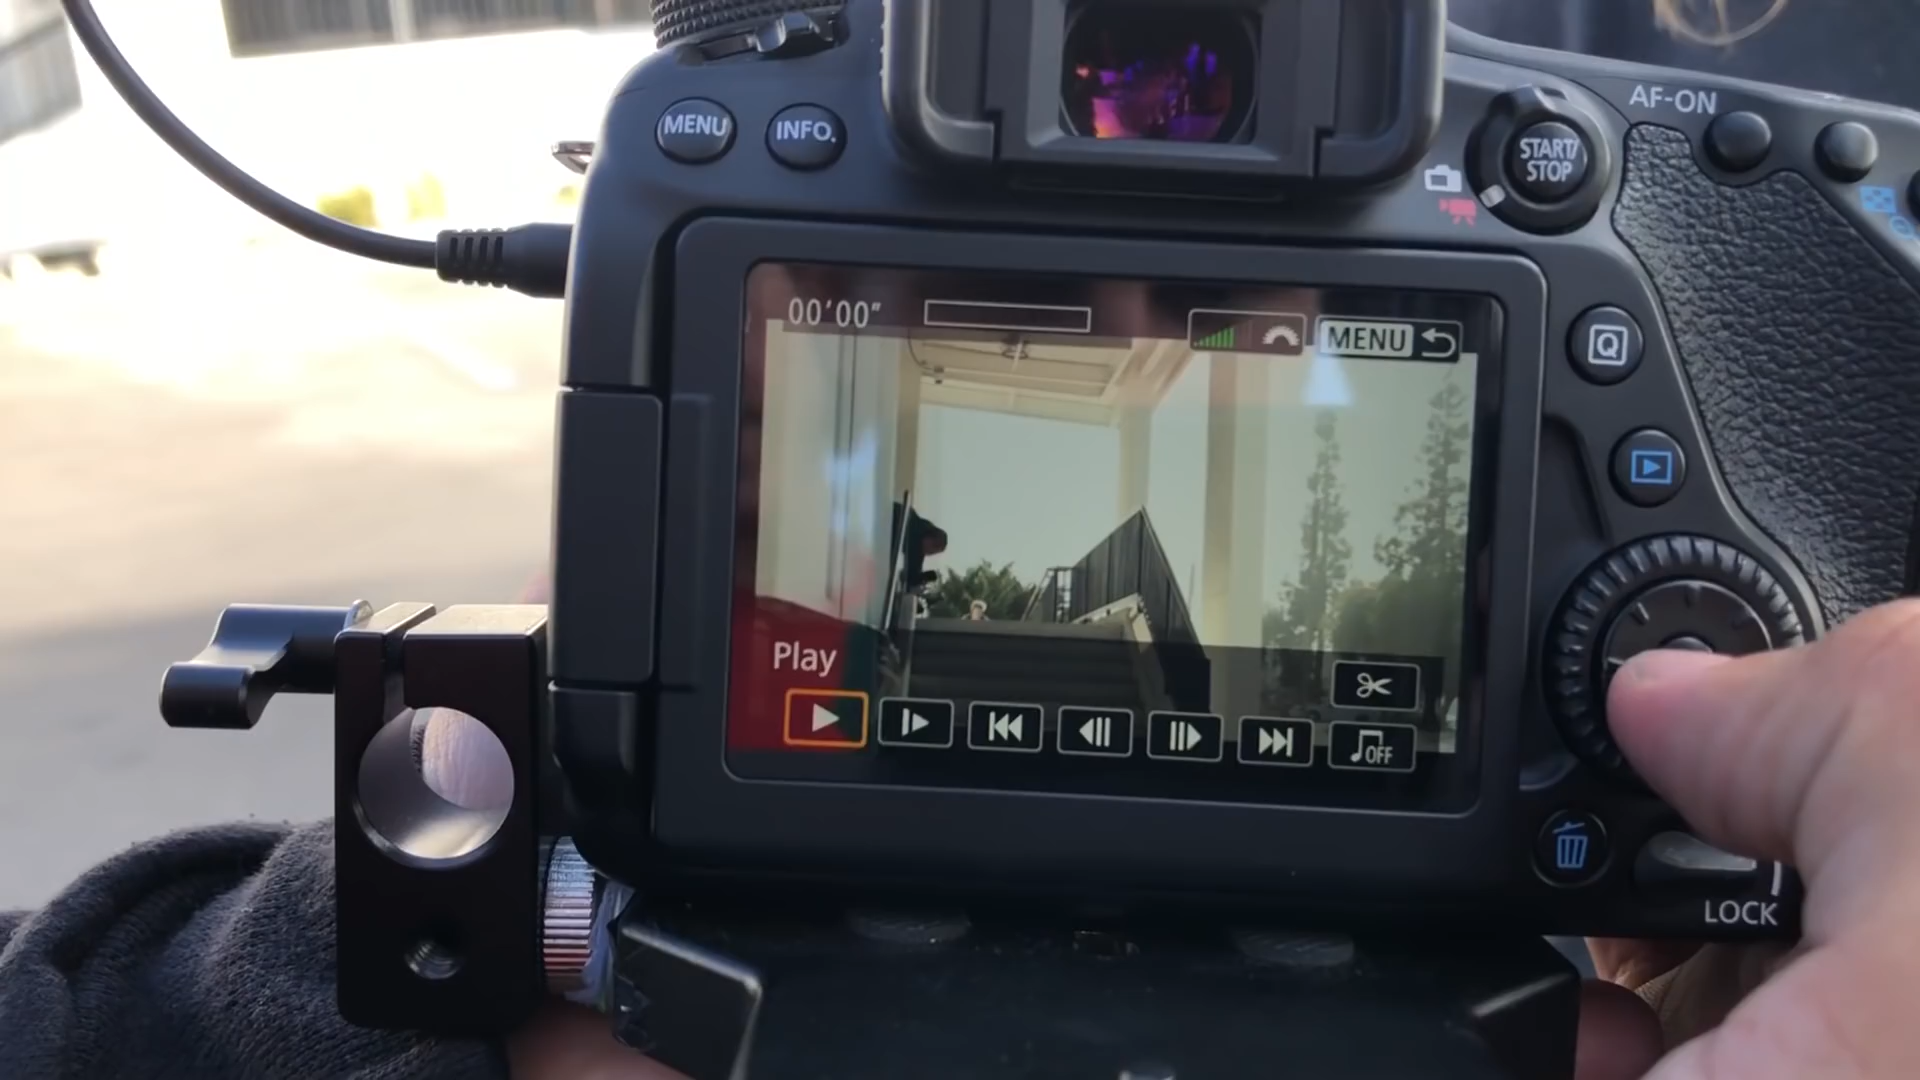 AF-ON
MENU
INFO.
START/
STOP
00'00"
MENU
Q
Play
OFF
LOCK